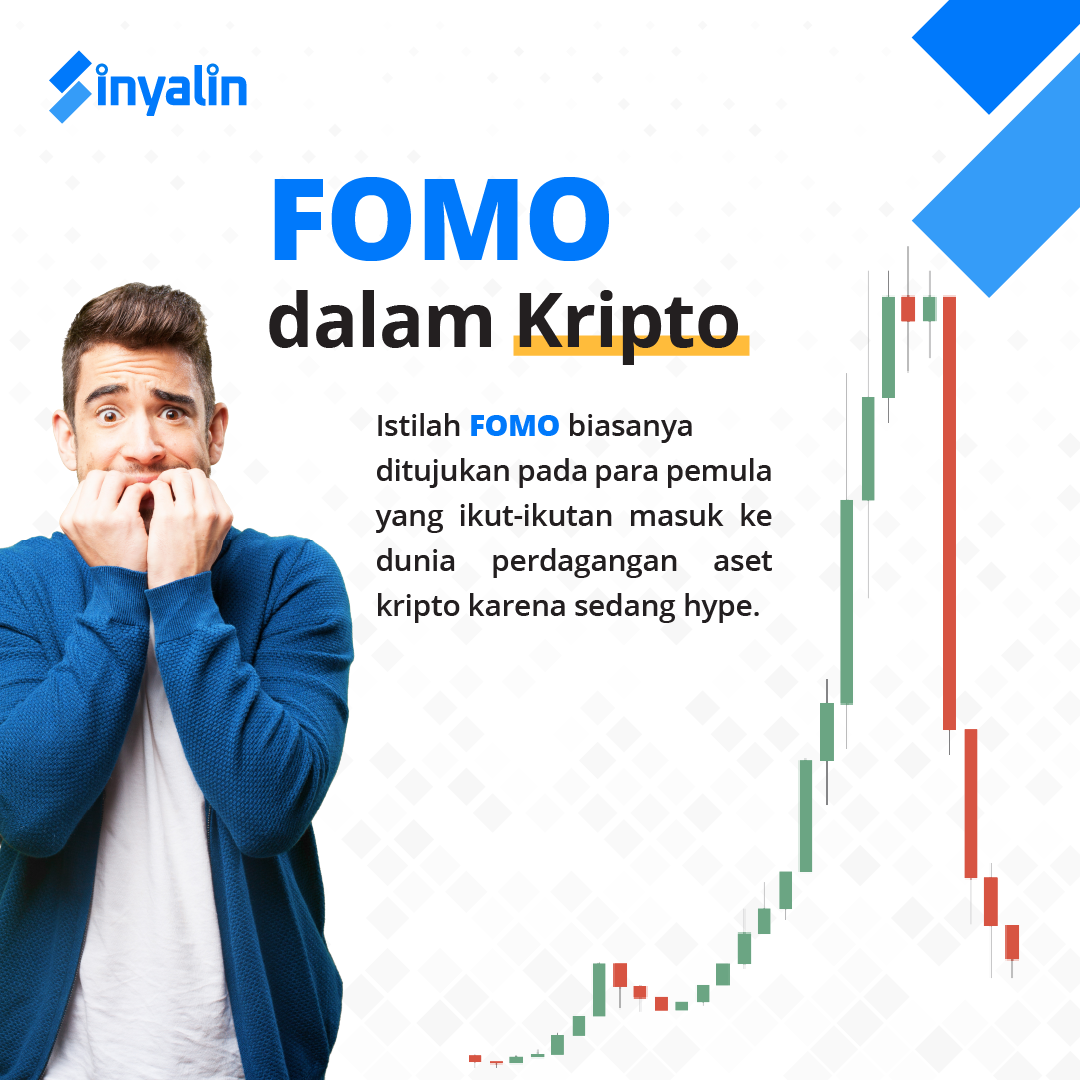 Sinyalin
FOMO
dalam Kripto
Istilah FOMO biasanya
ditujukan pada para pemula
yang ikut-ikutan masuk ke
dunia perdagangan aset
kripto karena sedang hype.